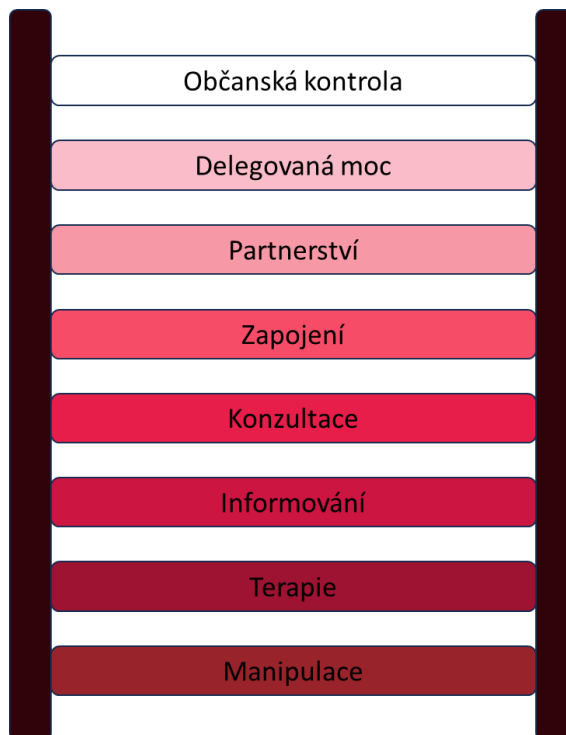 Občanská kontrola
Delegovaná moc
Partnerství
Zapojení
Konzultace
Informování
Terapie
Manipulace